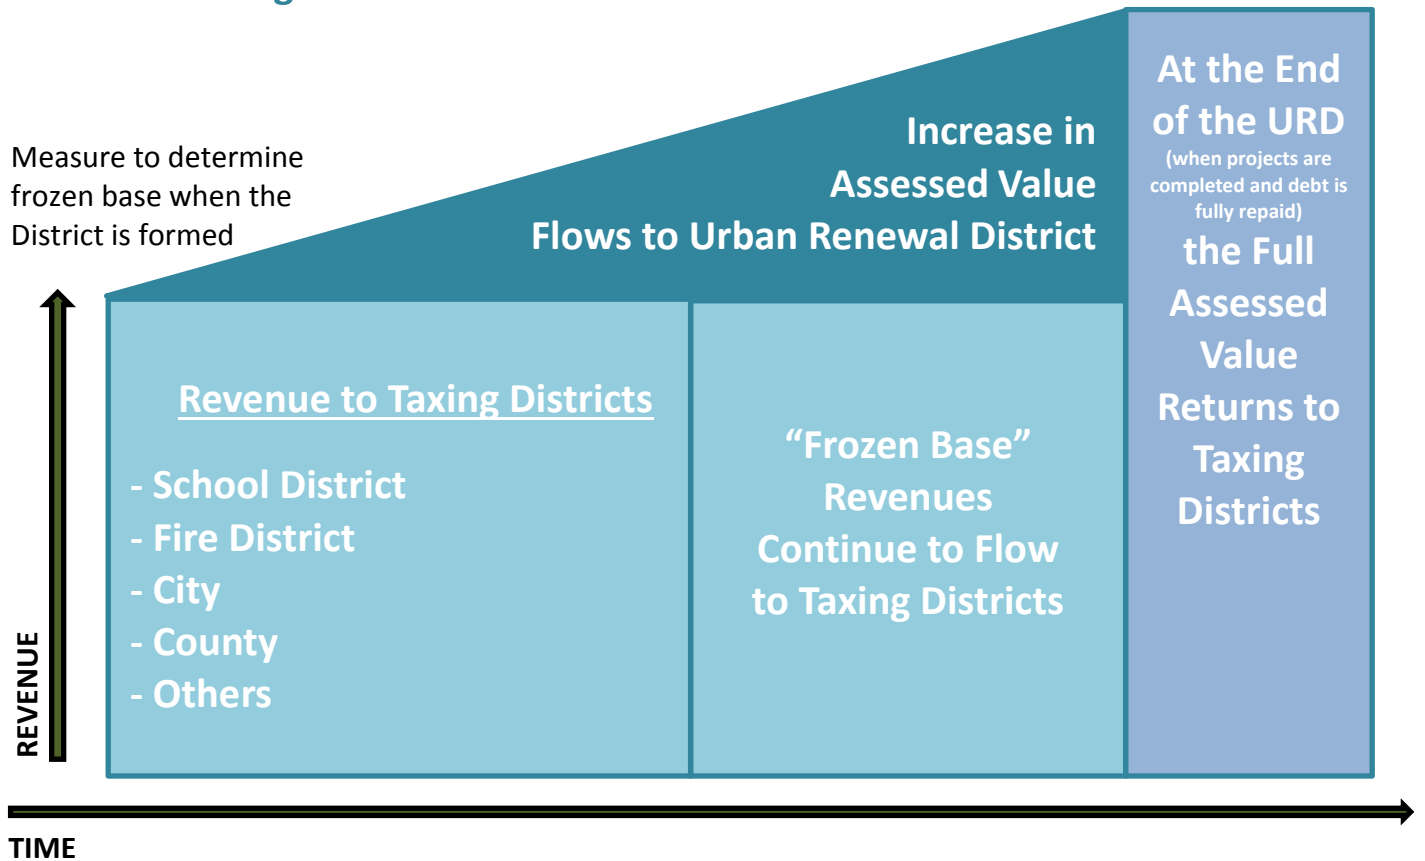 Measure to determine
frozen base when the
District is formed
Increase in
Assessed Value
Flows to Urban Renewal District
At the End
of the URD
(when projects are
completed and debt is
fully repaid)
the Full
Assessed
Value
Returns to
Taxing
Districts
Revenue to Taxing Districts
- School District
- Fire District
- City
- County
- Others
“Frozen Base”
Revenues
Continue to Flow
to Taxing Districts
REVENUE
TIME